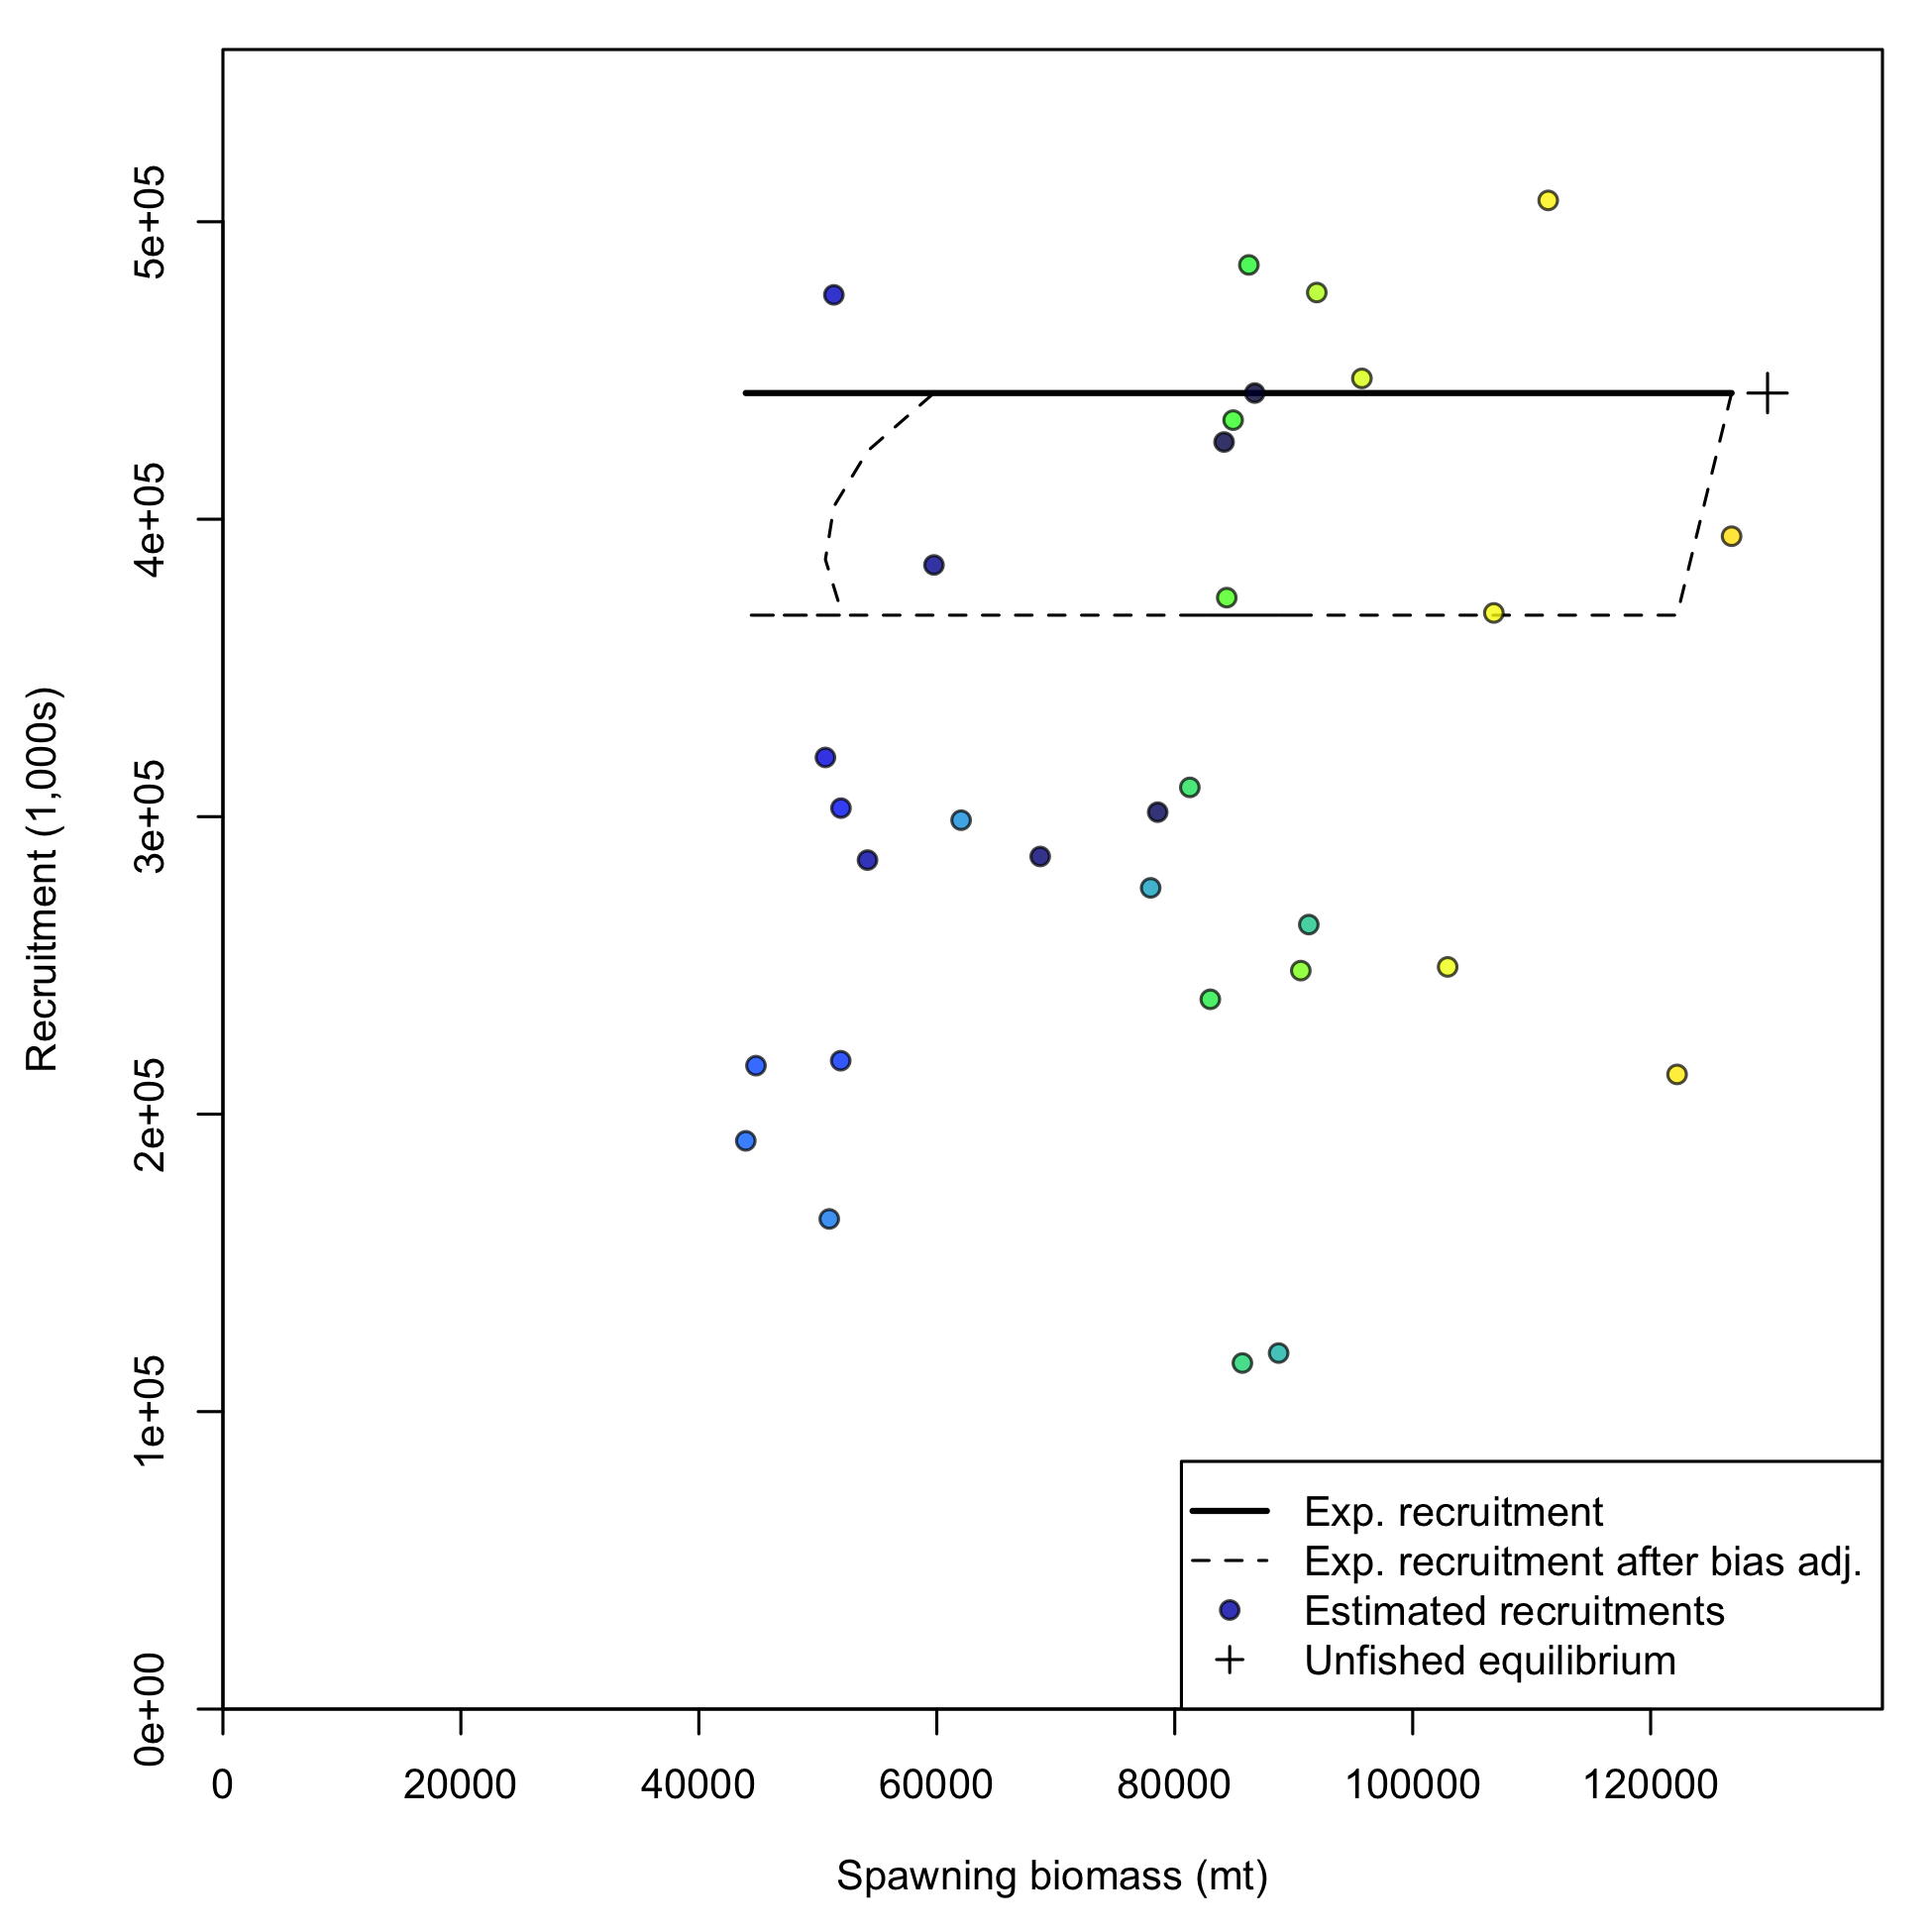 Recruitment (1,000s)
5e+05
4e+05
3e+05
2e+05
1e+05
0e+00
Exp. recruitment
Exp. recruitment after bias adj.
Estimated recruitments
Unfished equilibrium
0 20000 40000 60000 80000 100000 120000
Spawning biomass (mt)